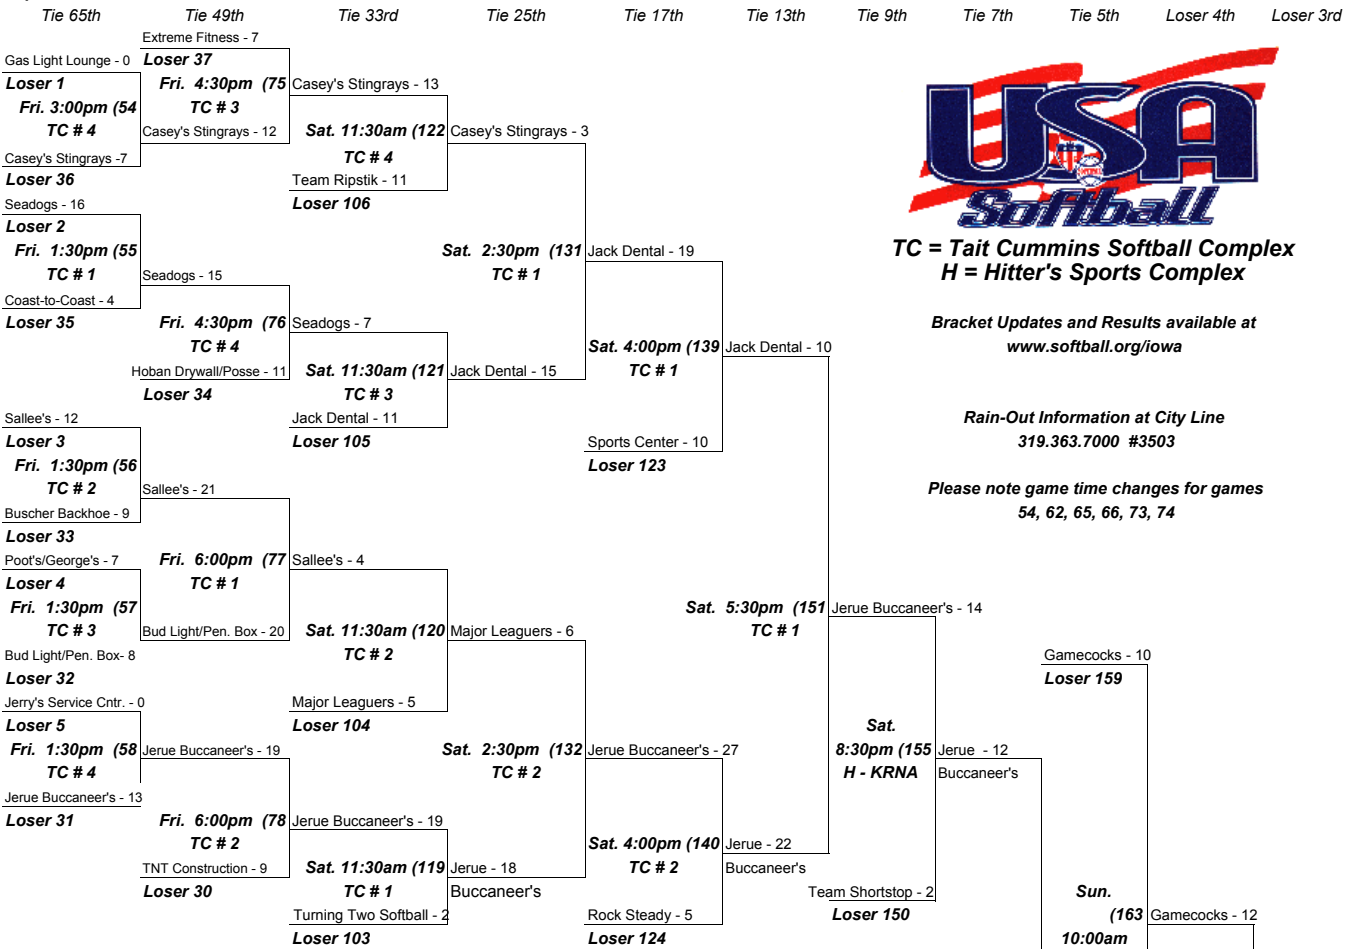 Tie 65th Tie 49th Tie 33rd Tie 25th Tie 17th Tie 13th Tie 9th Tie 7th Tie 5th Loser 4th Loser 3rd
Extreme Fitness - 7
Gas Light Lounge - 0 Loser 37
Loser 1 Fri. 4:30pm (75 Casey's Stingrays - 13
Fri. 3:00pm (54 TC # 3
TC # 4 Casey's Stingrays - 12 Sat. 11:30am (122 Casey's Stingrays - 3
Casey's Stingrays -7 TC # 4
Loser 36 Team Ripstik - 11
Seadogs - 16 Loser 106
Loser 2
Fri. 1:30pm (55 Sat. 2:30pm (131 Jack Dental - 19
TC # 1 Seadogs - 15 TC # 1
Coast-to-Coast - 4
Loser 35 Fri. 4:30pm (76 Seadogs - 7
TC # 4 Sat. 4:00pm (139 Jack Dental - 10
Hoban Drywall/Posse - 11 Sat. 11:30am (121 Jack Dental - 15 TC # 1
Loser 34 TC # 3
Sallee's - 12 Jack Dental - 11
Loser 3 Loser 105 Sports Center - 10
Fri. 1:30pm (56 Loser 123
TC # 2 Sallee's - 21
Buscher Backhoe - 9
Loser 33
Poot's/George's - 7 Fri. 6:00pm (77 Sallee's - 4
Loser 4 TC # 1
Fri. 1:30pm (57 Sat. 5:30pm (151 Jerue Buccaneer's - 14
TC # 3 Bud Light/Pen. Box - 20 Sat. 11:30am (120 Major Leaguers - 6 TC # 1
Bud Light/Pen. Box- 8 TC # 2 Gamecocks - 10
Loser 32 Loser 159
Jerry's Service Cntr. - 0 Major Leaguers - 5
Loser 5 Loser 104 Sat.
Fri. 1:30pm (58 Jerue Buccaneer's - 19 Sat. 2:30pm (132 Jerue Buccaneer's - 27 8:30pm (155 Jerue - 12
TC # 4 TC # 2 H - KRNA Buccaneer's
Jerue Buccaneer's - 13
Loser 31 Fri. 6:00pm (78 Jerue Buccaneer's - 19
TC # 2 Sat. 4:00pm (140 Jerue - 22
TNT Construction - 9 Sat. 11:30am (119 Jerue - 18 TC # 2 Buccaneer's
Loser 30 TC # 1 Buccaneer's Team Shortstop - 2 Sun.
Turning Two Softball - 2 Rock Steady - 5 Loser 150 (163 Gamecocks - 12
Loser 103 Loser 124 10:00am
USA
Softball
TC = Tait Cummins Softball Complex
H = Hitter's Sports Complex
Bracket Updates and Results available at
www.softball.org/iowa
Rain-Out Information at City Line
319.363.7000 #3503
Please note game time changes for games
54, 62, 65, 66, 73, 74